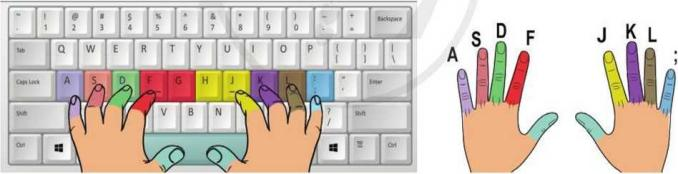 ~ ! @ # $ % ^ & * ( ) - + Backspace
. 1 2 3 4 5 6 7 8 9 0 - =
Tab Q W E R T Y U I O P { } |
[ ] \
Caps Lock A S D F G H J K L : " Enter
; '
Shift V B N ? Shift
/
Ctrl Alt Ctrl
A S D F J K L ;